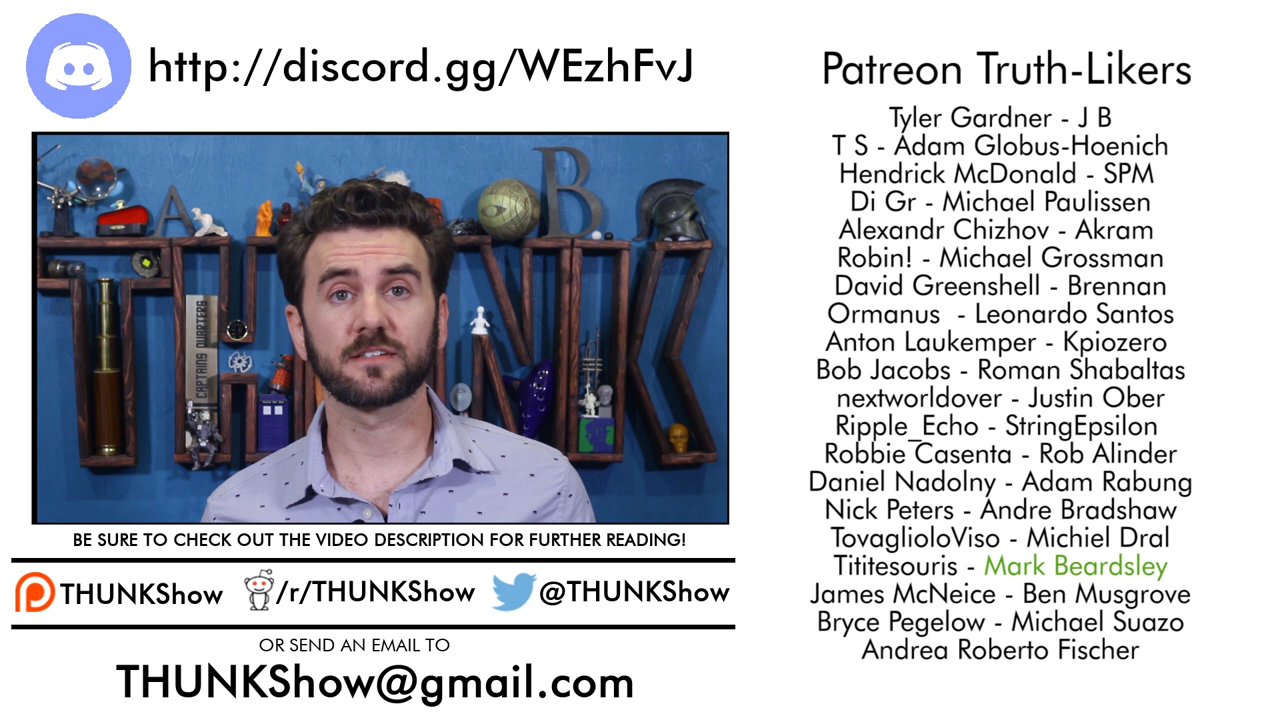 http://discord.gg/WEzhFvJ
A
B
THUNK
CAPTAINS QUARTERS
BE SURE TO CHECK OUT THE VIDEO DESCRIPTION FOR FURTHER READING!
THUNKShow
/r/THUNKShow
@THUNKShow
OR SEND AN EMAIL TO
THUNKShow@gmail.com
Patreon Truth-Likers
Tyler Gardner - J B
T S - Adam Globus-Hoenich
Hendrick McDonald - SPM
Di Gr - Michael Paulissen
Alexandr Chizhov - Akram
Robin! - Michael Grossman
David Greenshell - Brennan
Ormanus  - Leonardo Santos
Anton Laukemper - Kpiozero
Bob Jacobs - Roman Shabaltas
nextworldover - Justin Ober
Ripple_Echo - StringEpsilon
Robbie Casenta - Rob Alinder
Daniel Nadolny - Adam Rabung
Nick Peters - Andre Bradshaw
TovaglioloViso - Michiel Dral
Tititesouris - Mark Beardsley
James McNeice - Ben Musgrove
Bryce Pegelow - Michael Suazo
Andrea Roberto Fischer